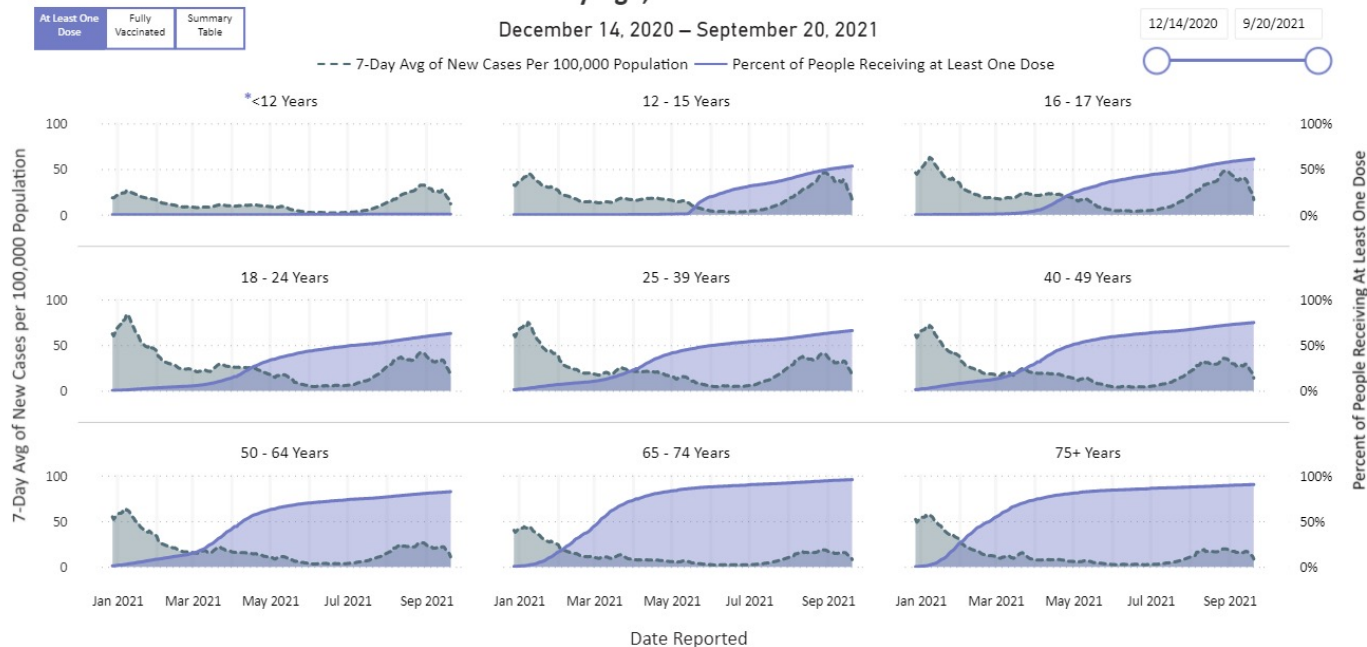 At Least One Dose
Fully Vaccinated
Summary Table
December 14, 2020 – September 20, 2021
12/14/2020
9/20/2021
7-Day Avg of New Cases Per 100,000 Population
Percent of People Receiving at Least One Dose
7-Day Avg of New Cases per 100,000 Population
Percent of People Receiving At Least One Dose
*<12 Years
12 - 15 Years
16 - 17 Years
100
50
0
100%
50%
0%
18 - 24 Years
25 - 39 Years
40 - 49 Years
100
50
0
100%
50%
0%
50 - 64 Years
65 - 74 Years
75+ Years
100
50
0
100%
50%
0%
Jan 2021 Mar 2021 May 2021 Jul 2021 Sep 2021
Jan 2021 Mar 2021 May 2021 Jul 2021 Sep 2021
Jan 2021 Mar 2021 May 2021 Jul 2021 Sep 2021
Date Reported